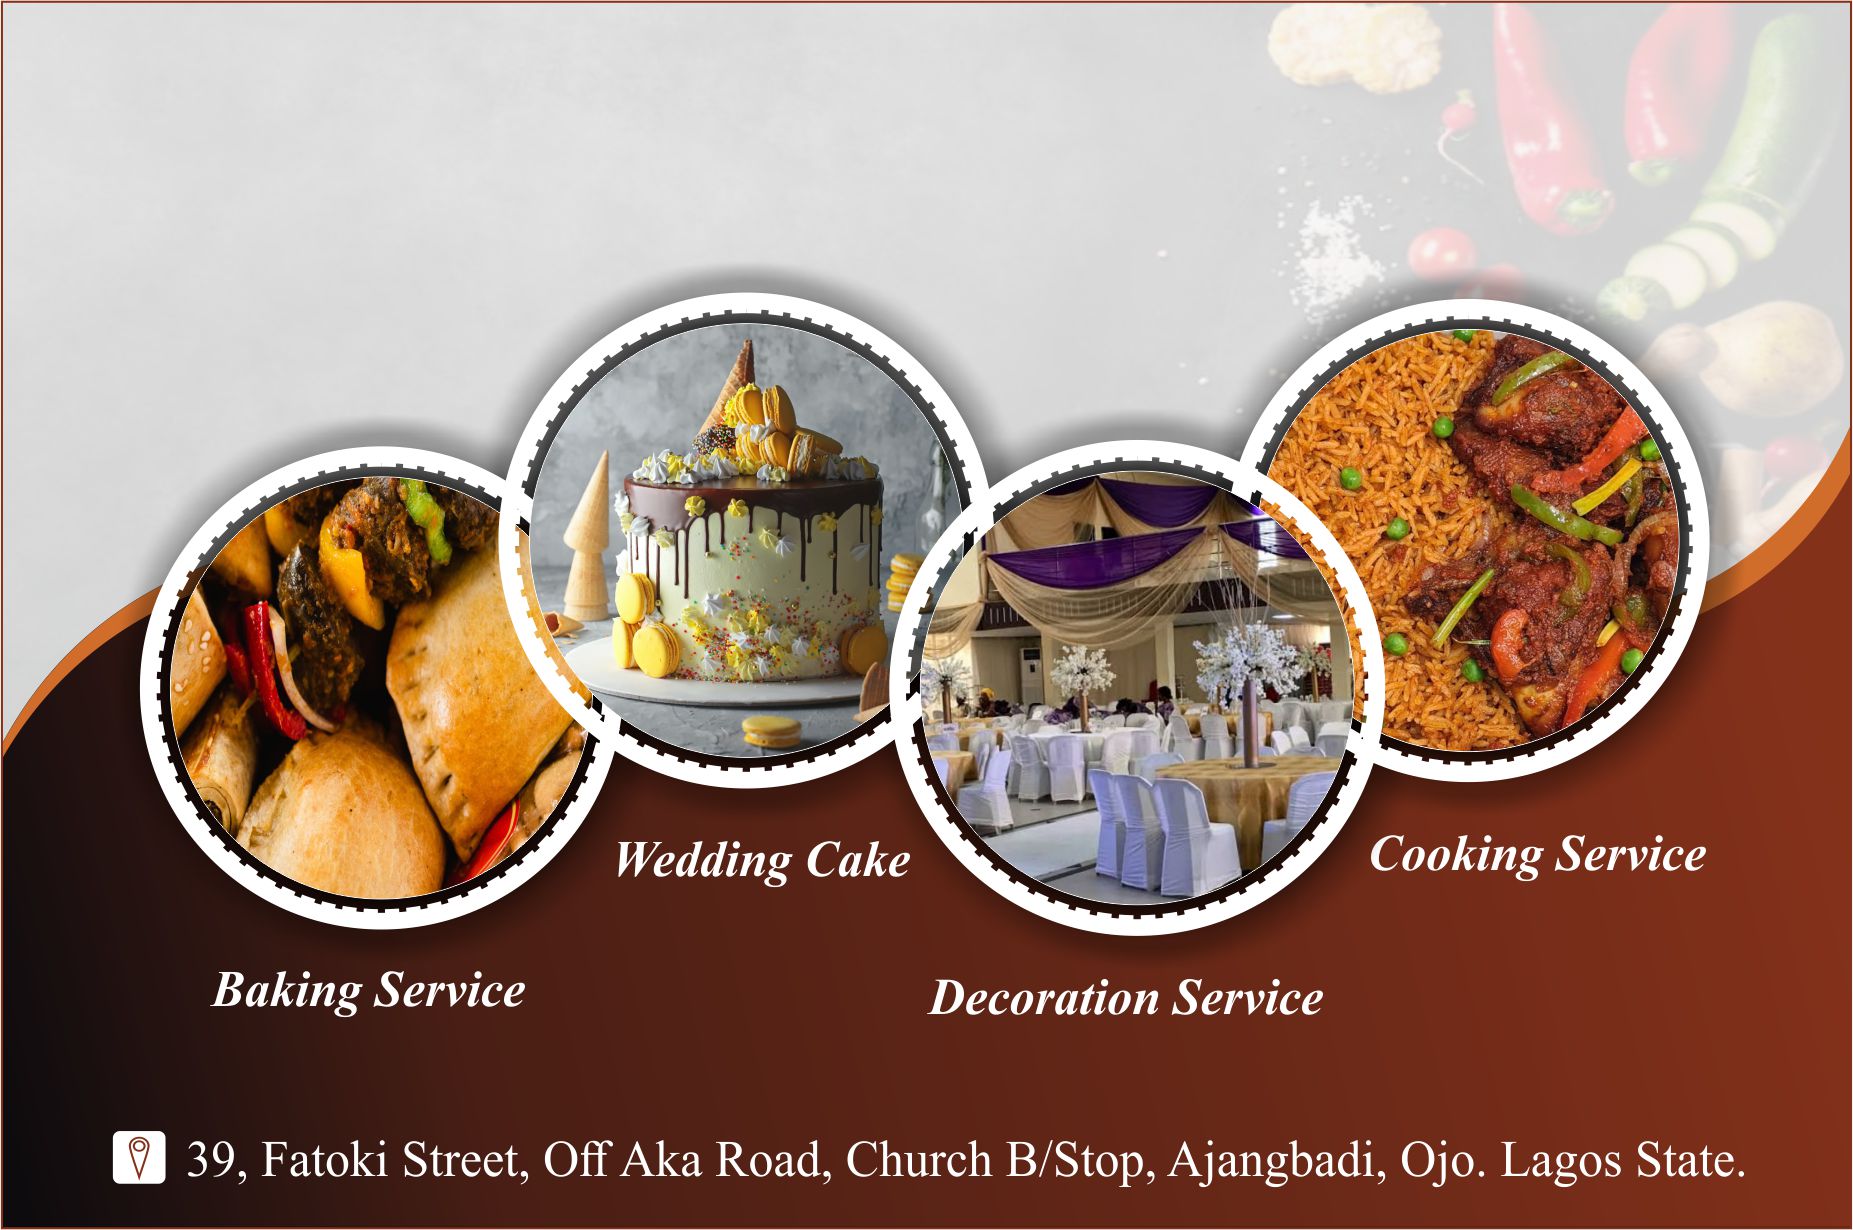 Wedding Cake
Cooking Service
Baking Service
Decoration Service
39, Fatoki Street, Off Aka Road, Church B/Stop, Ajangbadi, Ojo. Lagos State.